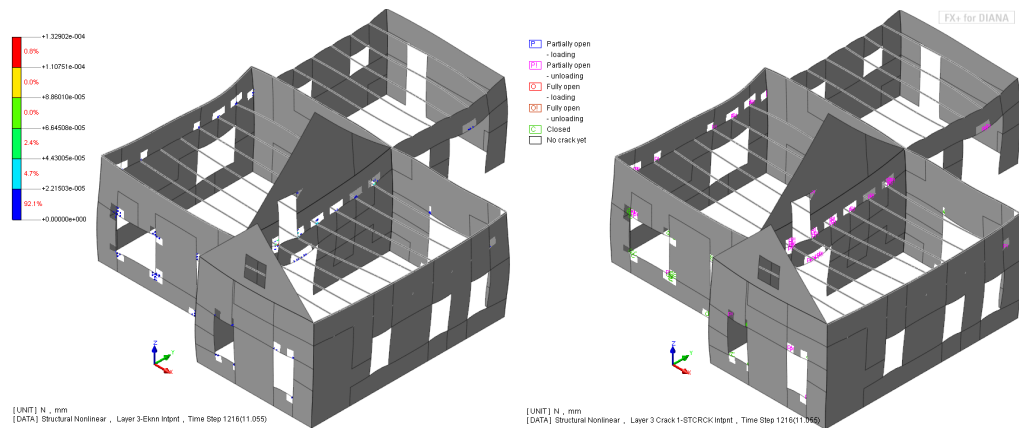 FX+ for DIANA
+1.32902e-004
0.8%
+1.10751e-004
0.0%
+8.86010e-005
0.0%
+6.64508e-005
2.4%
+4.43005e-005
4.7%
+2.21503e-005
92.1%
+0.00000e+000
Z
Y
X
[UNIT] N , mm
[DATA] Structural Nonlinear , Layer 3-Eknn Intpnt , Time Step 1216(11.055)
P Partially open
- loading
P! Partially open
- unloading
O Fully open
- loading
O! Fully open
- unloading
C Closed
No crack yet
Z
Y
X
[UNIT] N , mm
[DATA] Structural Nonlinear , Layer 3 Crack 1-STCRCK Intpnt , Time Step 1216(11.055)